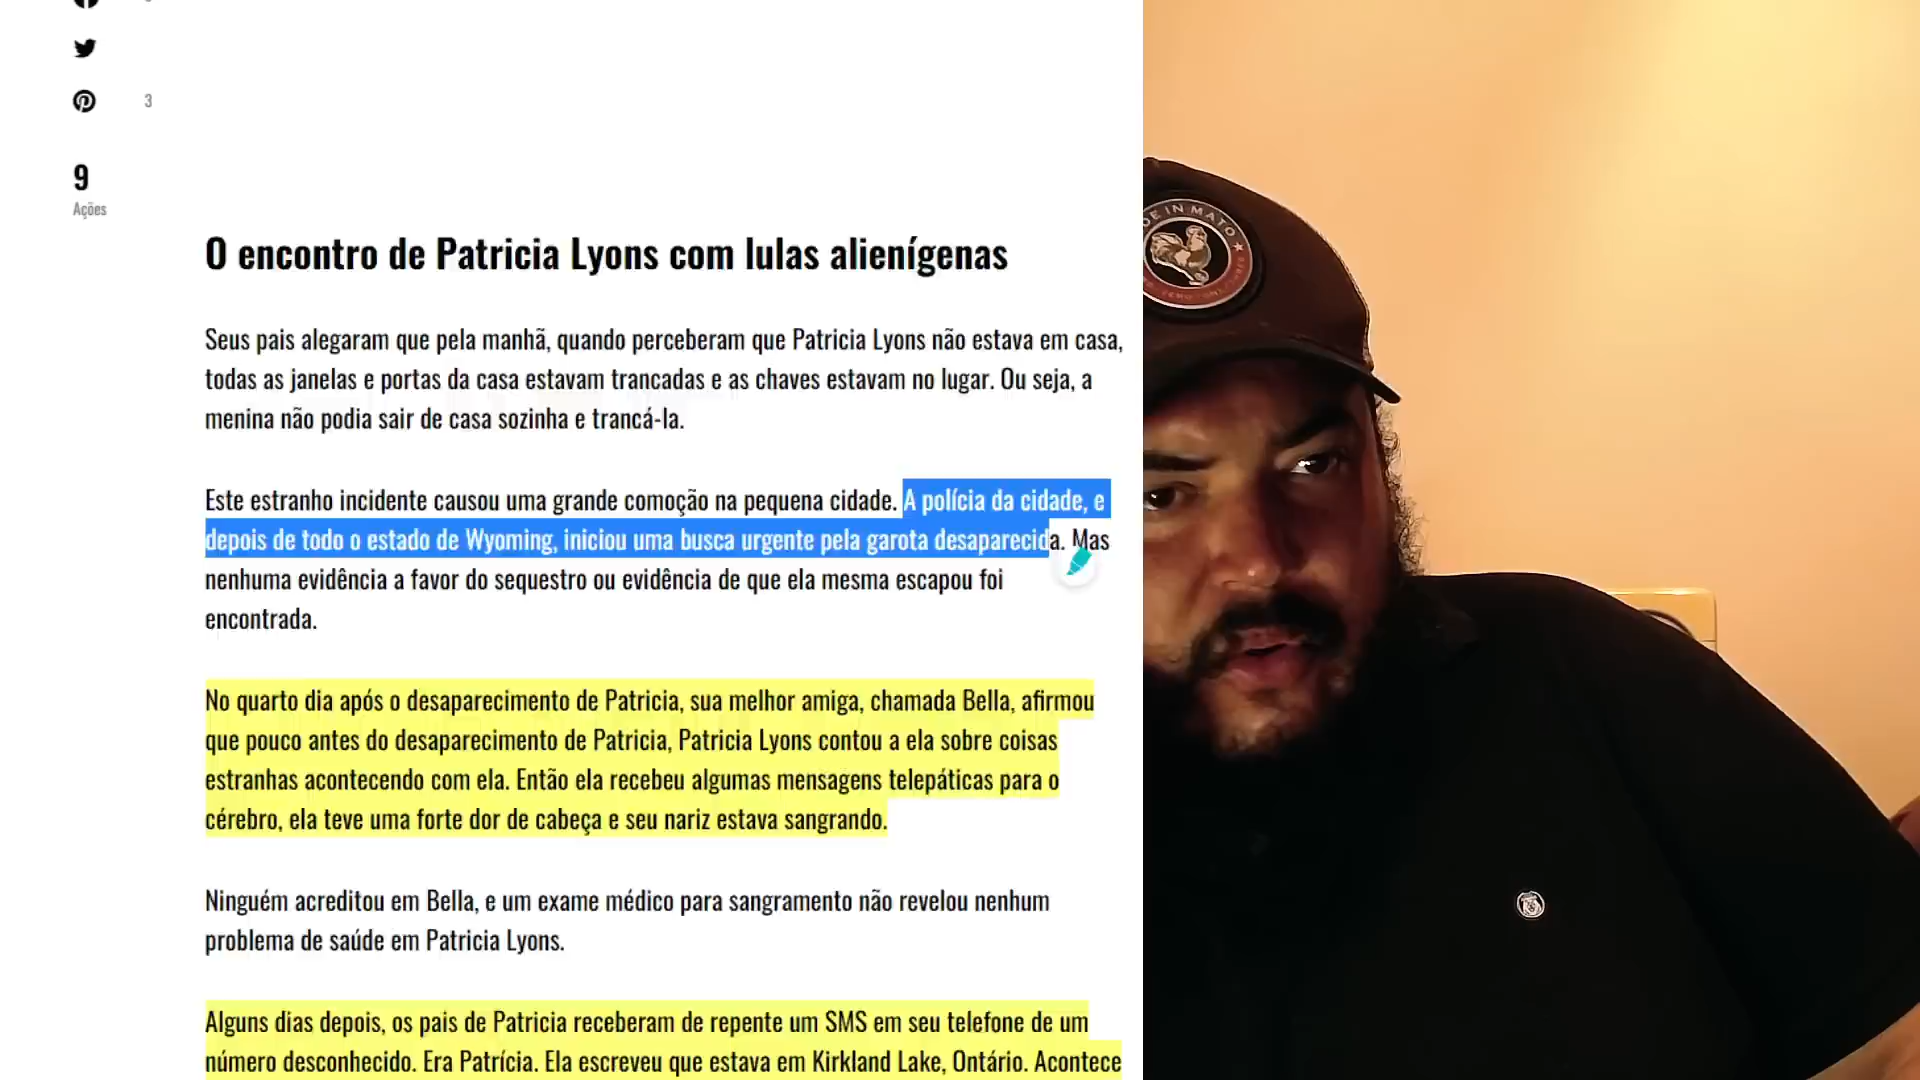 3
9
Ações
O encontro de Patricia Lyons com lulas alienígenas
Seus pais alegaram que pela manhã, quando perceberam que Patricia Lyons não estava em casa,
todas as janelas e portas da casa estavam trancadas e as chaves estavam no lugar. Ou seja, a
menina não podia sair de casa sozinha e trancá-la.
Este estranho incidente causou uma grande comoção na pequena cidade. A polícia da cidade, e
depois de todo o estado de Wyoming, iniciou uma busca urgente pela garota desaparecida. Mas
nenhuma evidência a favor do sequestro ou evidência de que ela mesma escapou foi
encontrada.
No quarto dia após o desaparecimento de Patricia, sua melhor amiga, chamada Bella, afirmou
que pouco antes do desaparecimento de Patricia, Patricia Lyons contou a ela sobre coisas
estranhas acontecendo com ela. Então ela recebeu algumas mensagens telepáticas para o
cérebro, ela teve uma forte dor de cabeça e seu nariz estava sangrando.
Ninguém acreditou em Bella, e um exame médico para sangramento não revelou nenhum
problema de saúde em Patricia Lyons.
Alguns dias depois, os pais de Patricia receberam de repente um SMS em seu telefone de um
número desconhecido. Era Patrícia. Ela escreveu que estava em Kirkland Lake, Ontário. Acontece
DE IN MATO